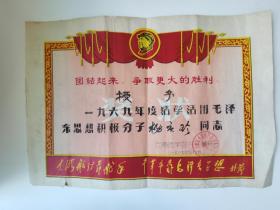 团结起来，争取更大的胜利
授予
一九六九年度活学活用毛泽
东思想积极分子 同志
大海航行靠舵手 干革命靠毛泽东思想
林彪